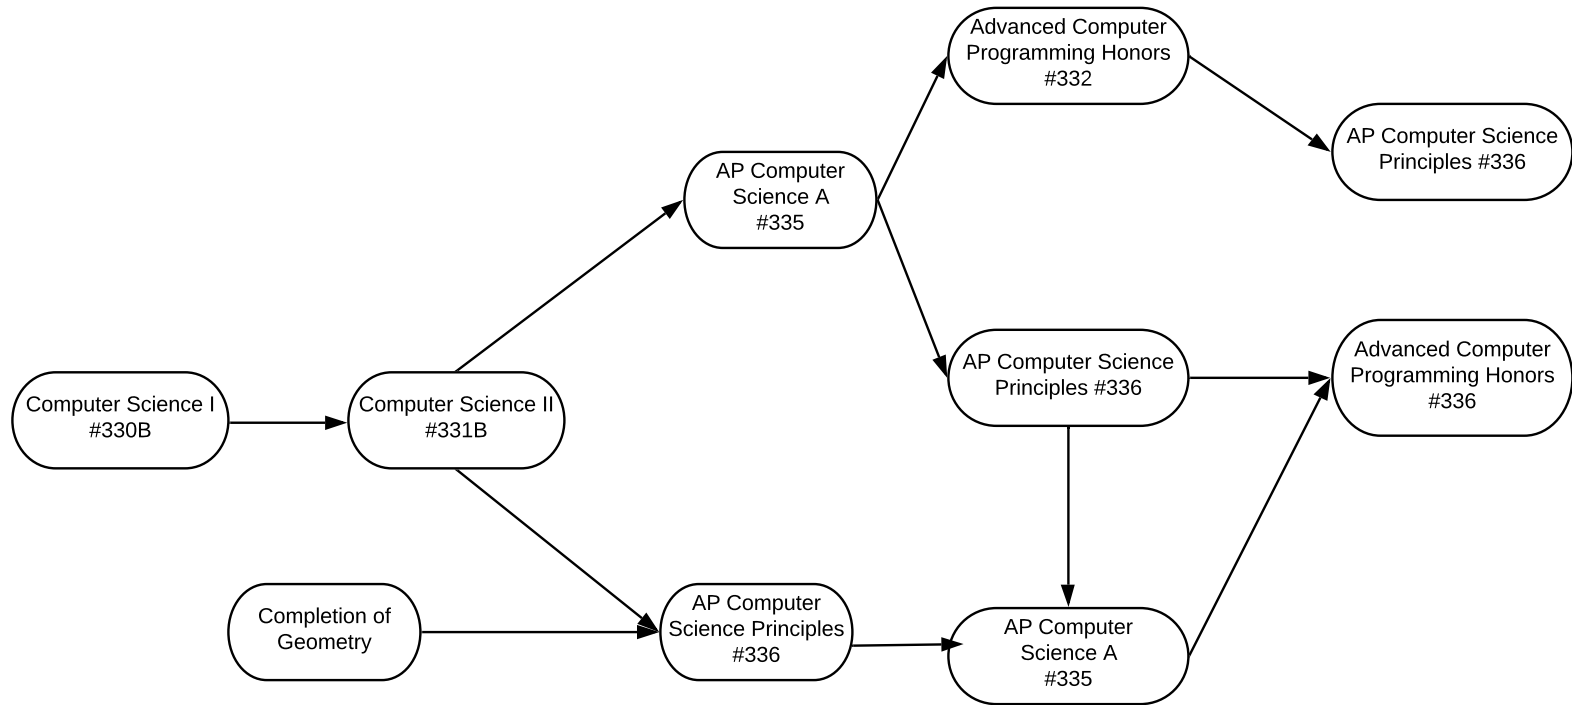 Advanced Computer
Programming Honors
#332
AP Computer Science
Principles #336
AP Computer
Science A
#335
AP Computer Science
Principles #336
Advanced Computer
Programming Honors
#336
Computer Science I
#330B
Computer Science II
#331B
Completion of
Geometry
AP Computer
Science Principles
#336
AP Computer
Science A
#335